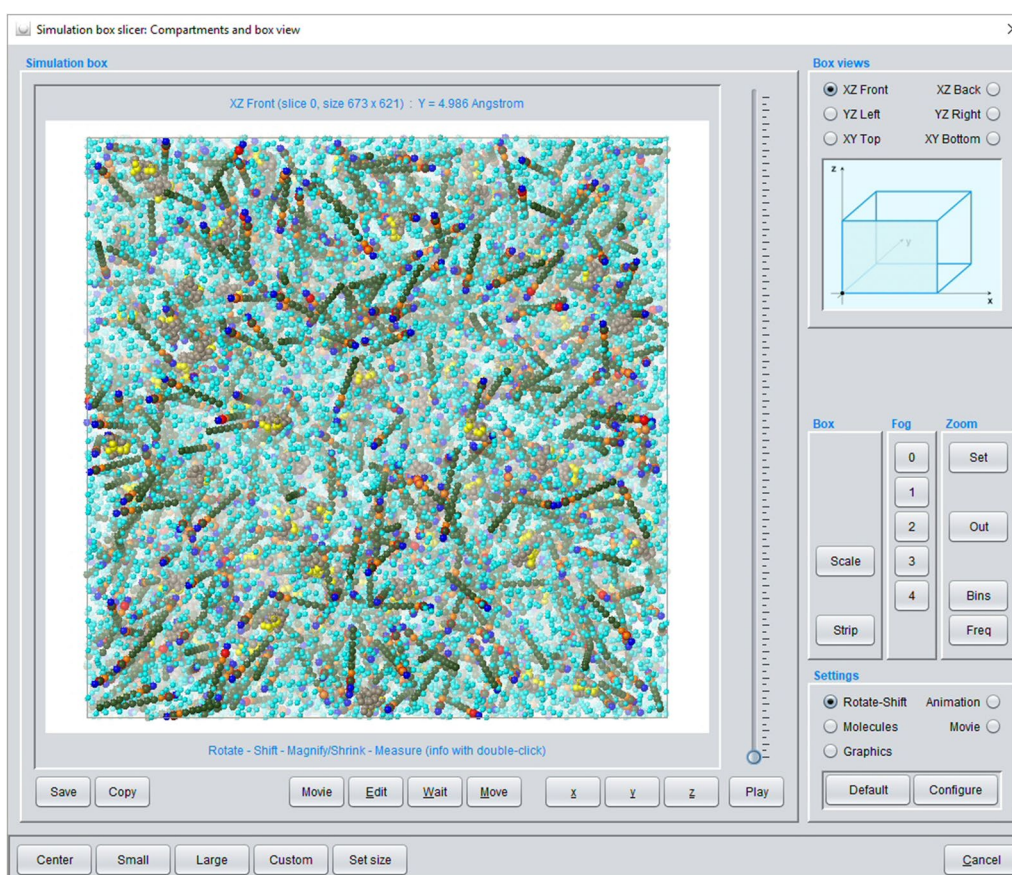 Simulation box slicer: Compartments and box view
Simulation box
XZ Front (slice 0, size 673 x 621) : Y = 4.986 Angstrom
Rotate - Shift - Magnify/Shrink - Measure (info with double-click)
Save Copy Movie Edit Wait Move x y z Play
Box views
XZ Front XZ Back
YZ Left YZ Right
XY Top XY Bottom
z
y
x
Box Fog Zoom
0 Set
1
2 Out
Scale 3
4 Bins
Strip Freq
Settings
Rotate-Shift Animation
Molecules Movie
Graphics
Default Configure
Center Small Large Custom Set size Cancel